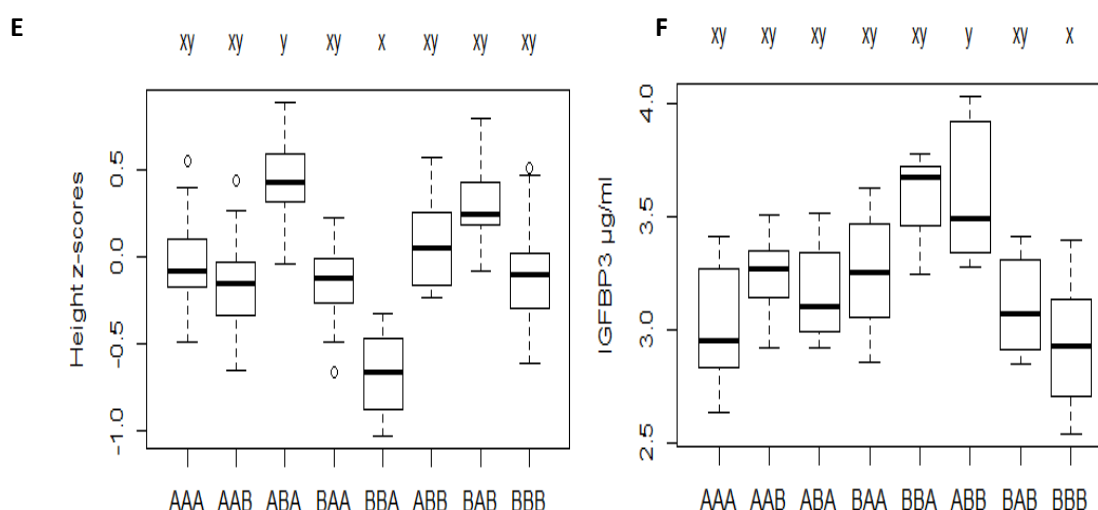 E
xy xy y xy x xy xy xy
Height z-scores
0.5
0.0
-0.5
-1.0
AAA AAB ABA BAA BBA ABB BAB BBB
F
xy xy xy xy xy y xy x
IGFBP3 µg/ml
4.0
3.5
3.0
2.5
AAA AAB ABA BAA BBA ABB BAB BBB